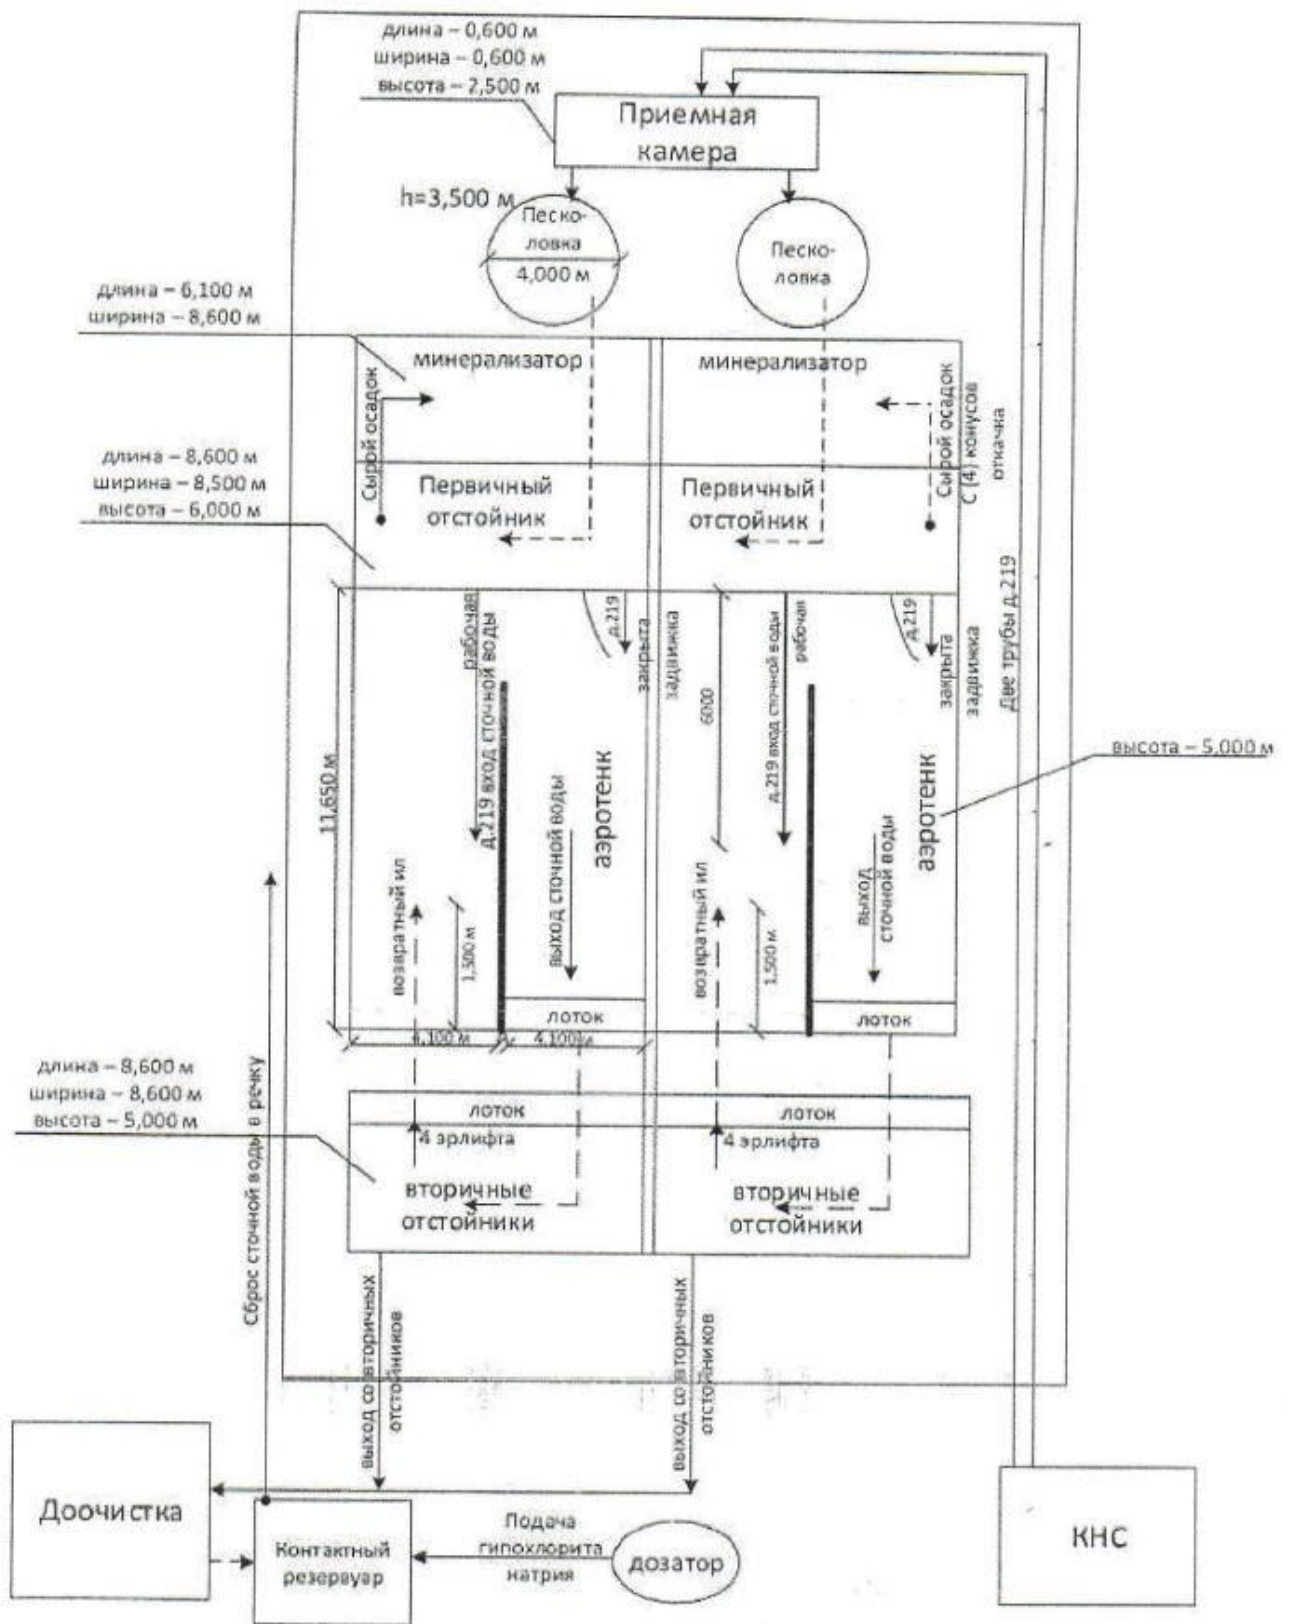 длина – 0,600 м
ширина – 0,600 м
высота – 2,500 м
Приемная
камера
h=3,500 м
Песко-
ловка
4,000 м
Песко-
ловка
длина – 6,100 м
ширина – 8,600 м
минерализатор
минерализатор
Сырой осадок
Сырой осадок
С (4) конусов
откачка
длина – 8,600 м
ширина – 8,500 м
высота – 6,000 м
Первичный
отстойник
Первичный
отстойник
Две трубы д.219
рабочая
д.219 вход сточной воды
д.219
закрыта
задвижка
6000
д.219 вход сточной воды
рабочая
д.219
закрыта
задвижка
11,650 м
аэротенк
выход сточной воды
возвратный ил
1,500 м
аэротенк
выход
сточной воды
возвратный ил
1,500 м
высота – 5,000 м
лоток
лоток
4,100 м
4,100 м
длина – 8,600 м
ширина – 8,600 м
высота – 5,000 м
лоток
лоток
4 эрлифта
4 эрлифта
вторичные
отстойники
вторичные
отстойники
Сброс сточной воды в речку
выход со вторичных
отстойников
выход со вторичных
отстойников
Доочистка
Контактный
резервуар
Подача
гипохлорита
натрия
дозатор
КНС